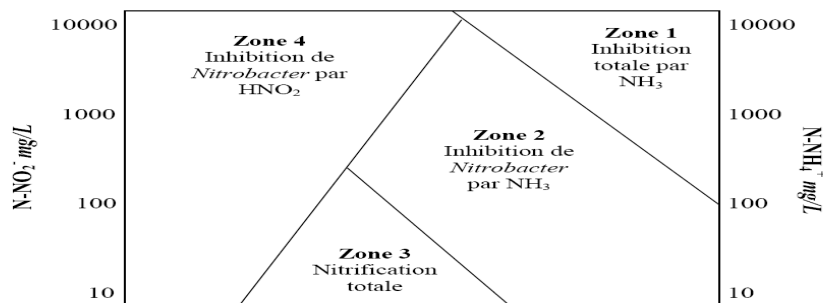 10000
1000
100
10
N-NO₂⁻ mg/L
Zone 4
Inhibition de
Nitrobacter par
HNO₂
Zone 1
Inhibition
totale par
NH₃
Zone 2
Inhibition de
Nitrobacter
par NH₃
Zone 3
Nitrification
totale
10000
1000
100
10
N-NH₄⁺ mg/L